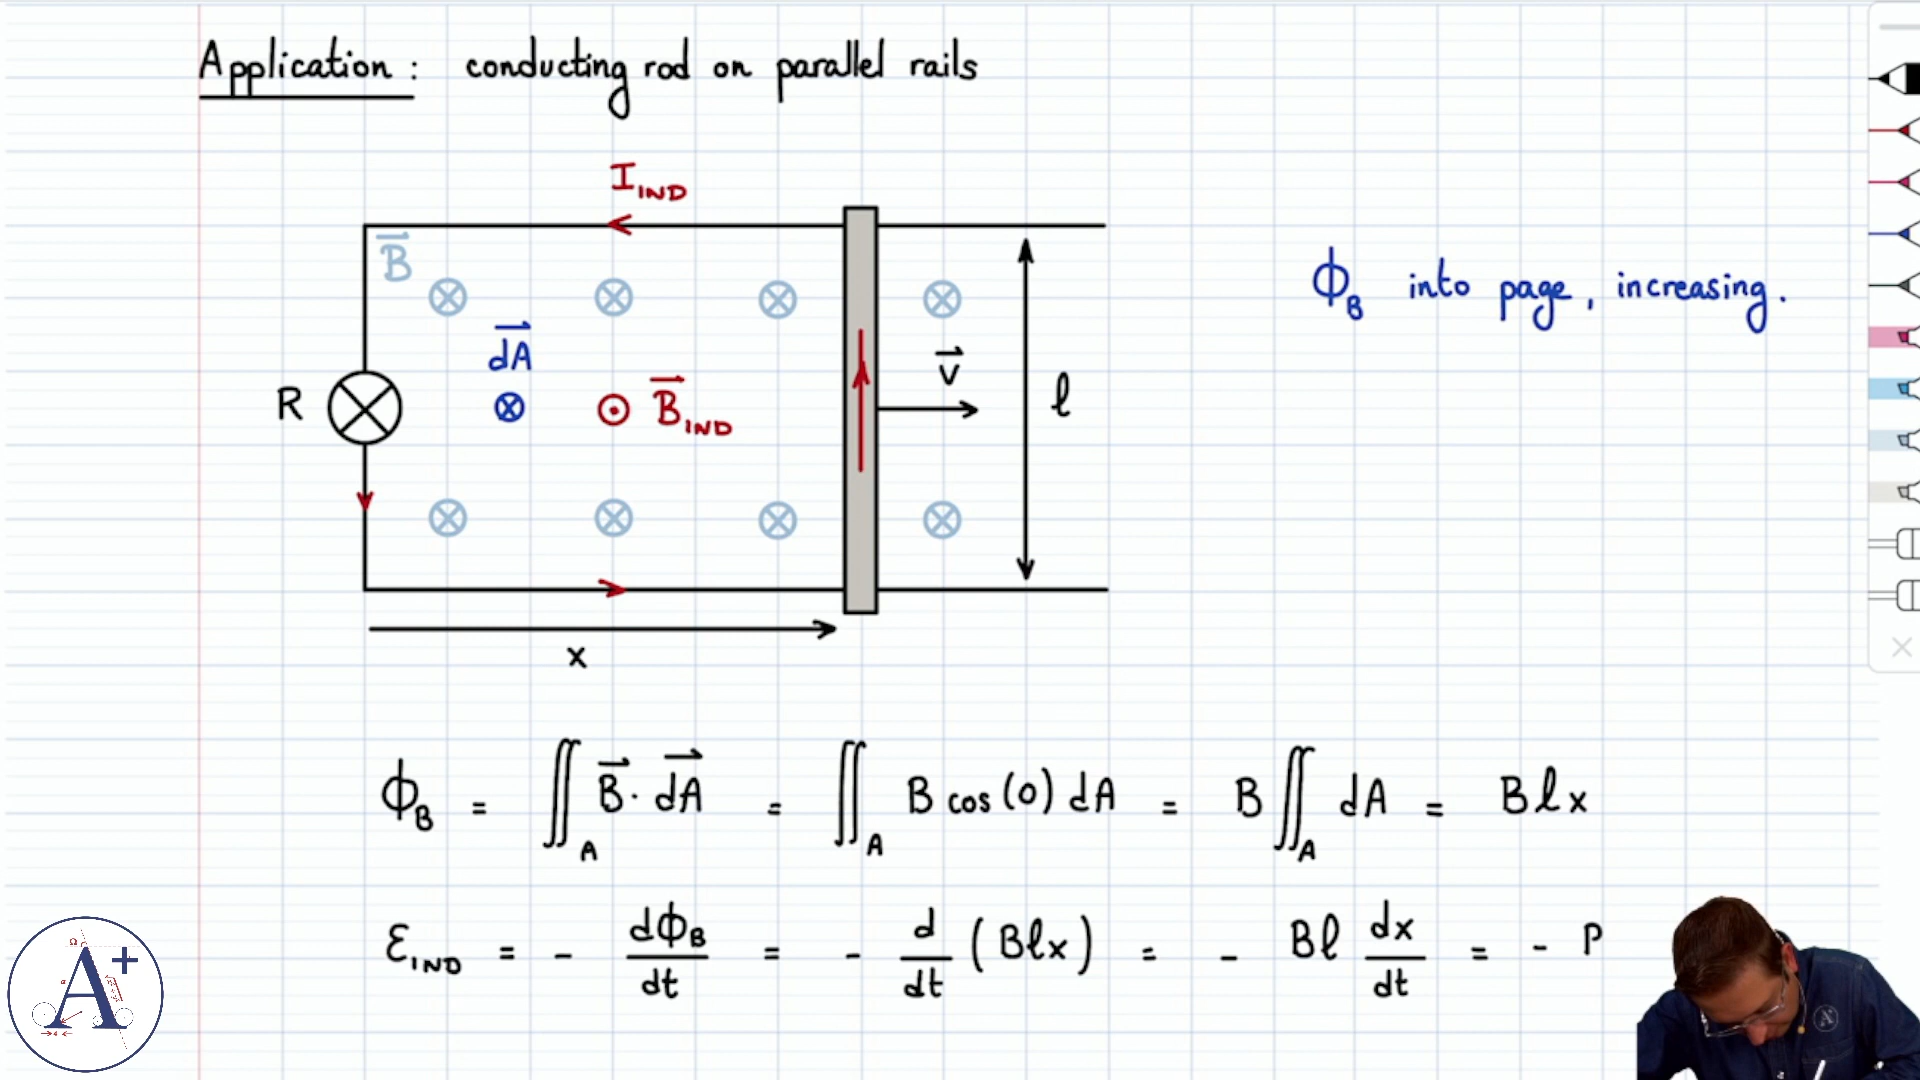 Application : conducting rod on parallel rails
I_IND
B⃗
ϕ_B into page, increasing.
dA⃗
v⃗
R
B⃗_IND
l
x
ϕ_B = ∬_A B⃗ · dA⃗ = ∬_A B cos(0) dA = B ∬_A dA = Blx
ε_IND = - dϕ_B/dt = - d/dt (Blx) = - Bl dx/dt = - P
A+